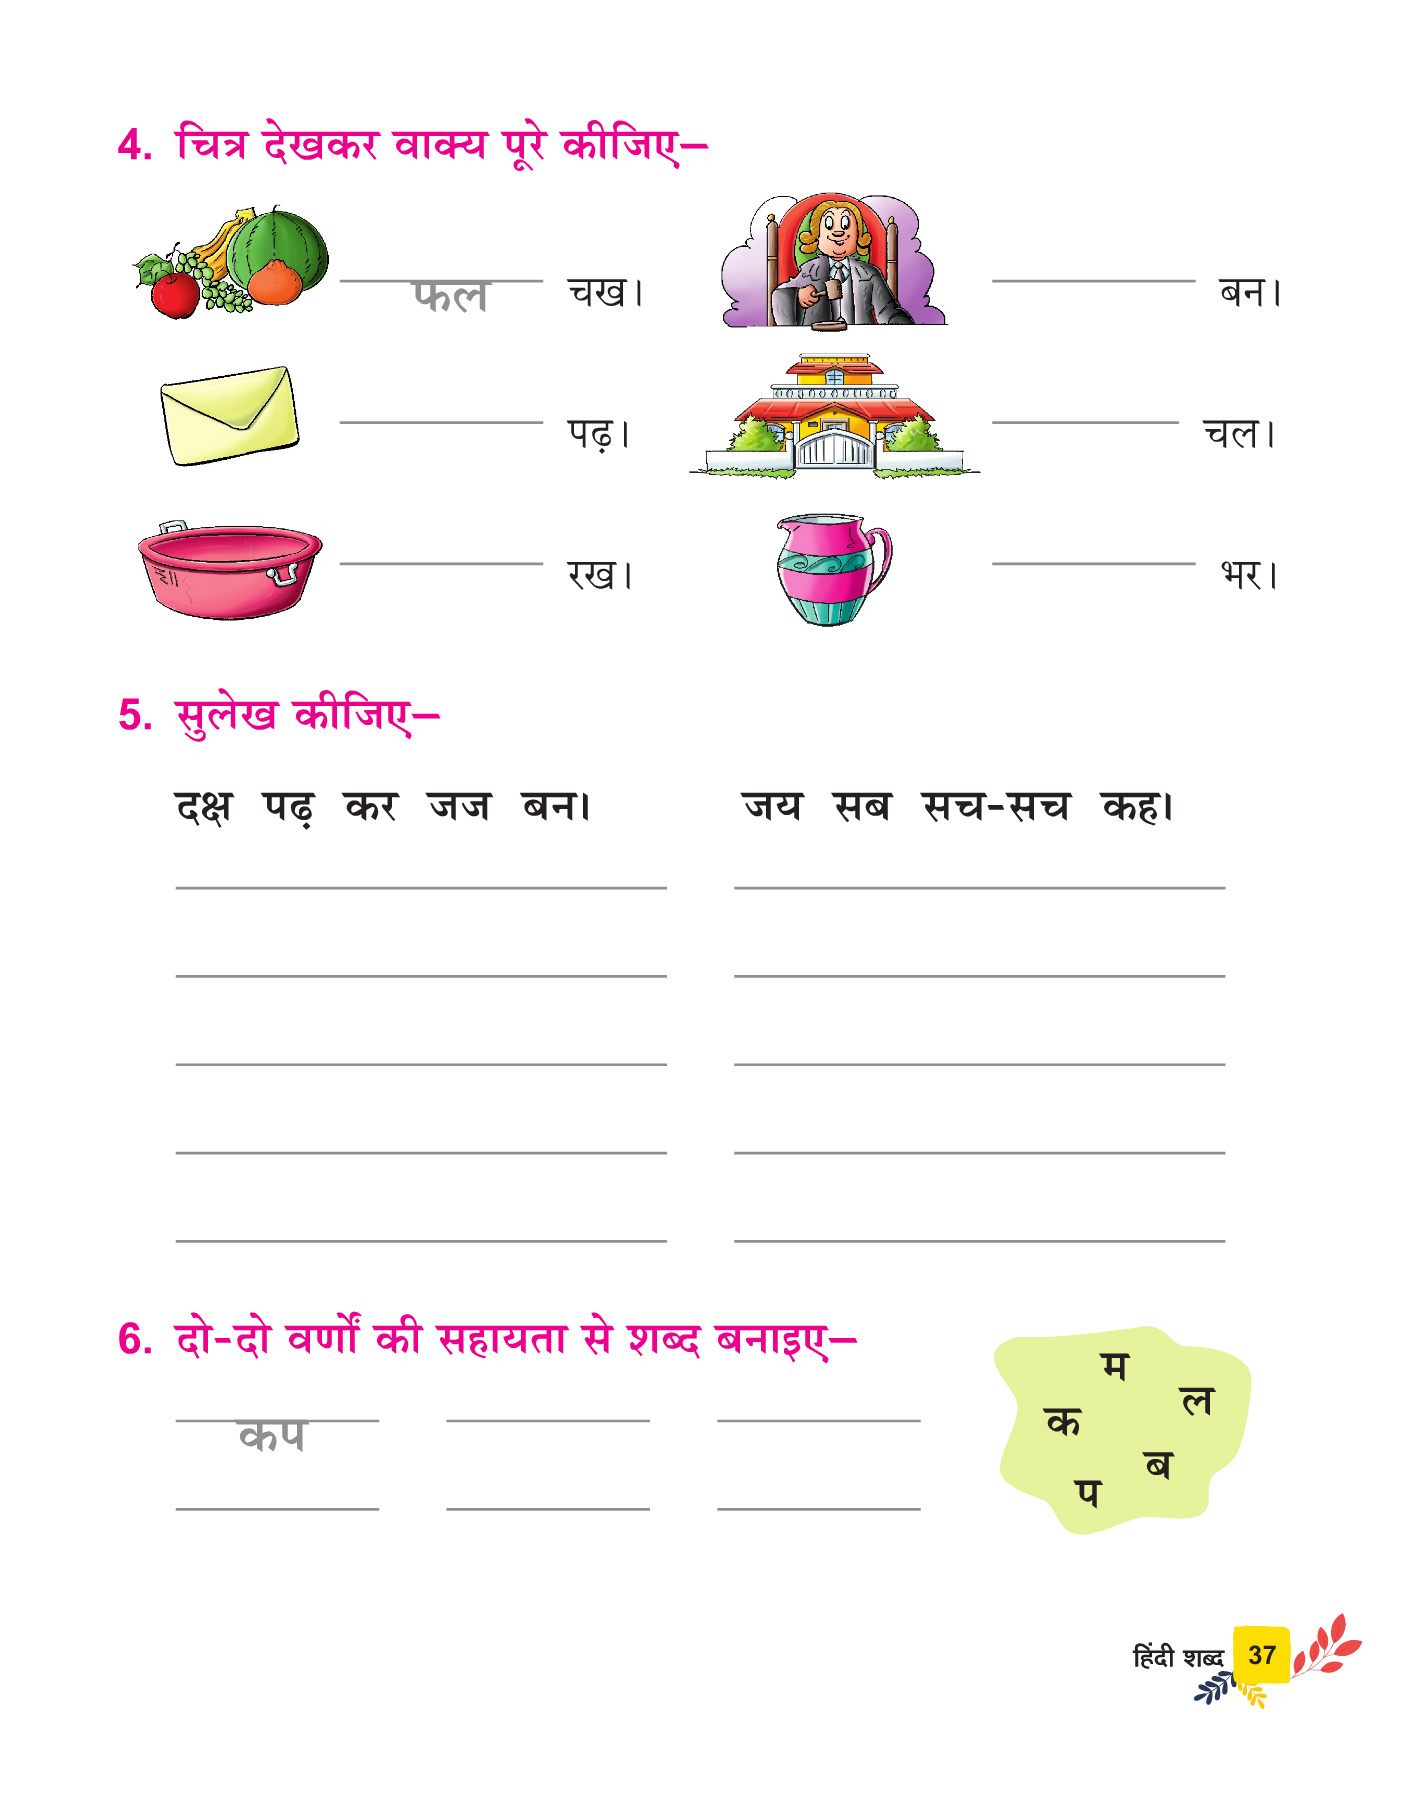 4. चित्र देखकर वाक्य पूरे कीजिए–
फल चख। बन।
पढ़। चल।
रख। भर।
5. सुलेख कीजिए–
दक्ष पढ़ कर जज बन। जय सब सच-सच कह।
6. दो-दो वर्णों की सहायता से शब्द बनाइए–
म
ल
क
कप
ब
प
हिंदी शब्द 37